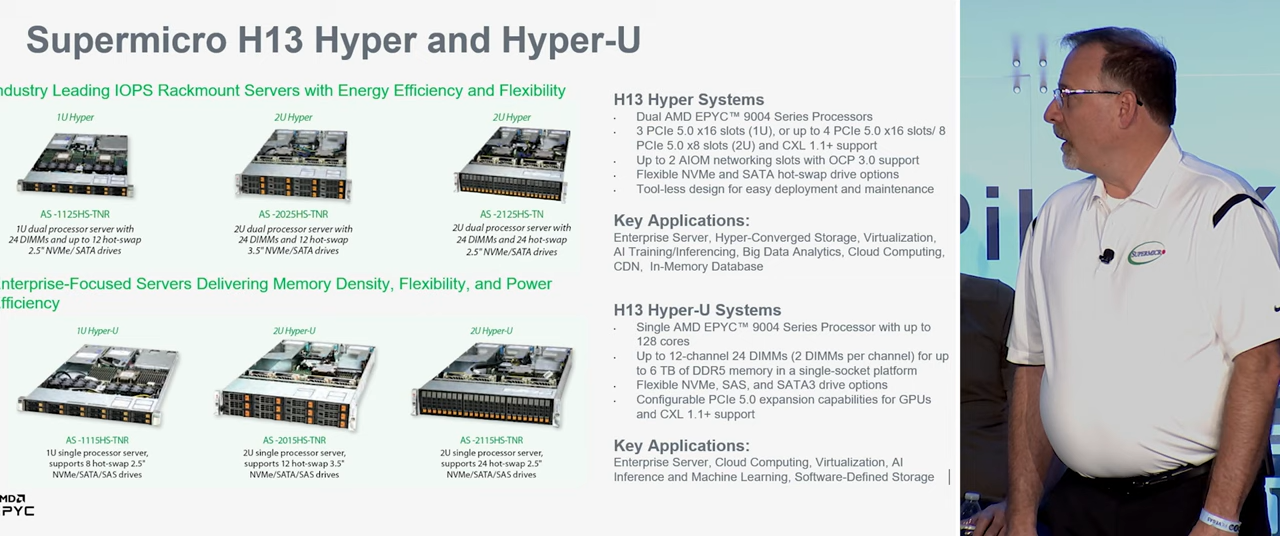 Supermicro H13 Hyper and Hyper-U
ndustry Leading IOPS Rackmount Servers with Energy Efficiency and Flexibility
1U Hyper
2U Hyper
2U Hyper
AS -1125HS-TNR
1U dual processor server with
24 DIMMs and up to 12 hot-swap
2.5" NVMe/ SATA drives
AS -2025HS-TNR
2U dual processor server with
24 DIMMs and 12 hot-swap
3.5" NVMe/ SATA drives
AS -2125HS-TN
2U dual processor server with
24 DIMMs and 24 hot-swap
2.5" NVMe/ SATA drives
nterprise-Focused Servers Delivering Memory Density, Flexibility, and Power
fficiency
1U Hyper-U
2U Hyper-U
2U Hyper-U
AS -1115HS-TNR
1U single processor server,
supports 8 hot-swap 2.5"
NVMe/SATA/SAS drives
AS -2015HS-TNR
2U single processor server,
supports 12 hot-swap 3.5"
NVMe/SATA/SAS drives
AS -2115HS-TNR
2U single processor server,
supports 24 hot-swap 2.5"
NVMe/SATA/SAS drives
MD
PYC
H13 Hyper Systems
· Dual AMD EPYC™ 9004 Series Processors
· 3 PCIe 5.0 x16 slots (1U), or up to 4 PCIe 5.0 x16 slots/ 8
PCIe 5.0 x8 slots (2U) and CXL 1.1+ support
· Up to 2 AIOM networking slots with OCP 3.0 support
· Flexible NVMe and SATA hot-swap drive options
· Tool-less design for easy deployment and maintenance
Key Applications:
Enterprise Server, Hyper-Converged Storage, Virtualization,
AI Training/Inferencing, Big Data Analytics, Cloud Computing,
CDN, In-Memory Database
H13 Hyper-U Systems
· Single AMD EPYC™ 9004 Series Processor with up to
128 cores
· Up to 12-channel 24 DIMMs (2 DIMMs per channel) for up
to 6 TB of DDR5 memory in a single-socket platform
· Flexible NVMe, SAS, and SATA3 drive options
· Configurable PCIe 5.0 expansion capabilities for GPUs
and CXL 1.1+ support
Key Applications:
Enterprise Server, Cloud Computing, Virtualization, AI
Inference and Machine Learning, Software-Defined Storage
SUPERMICRO